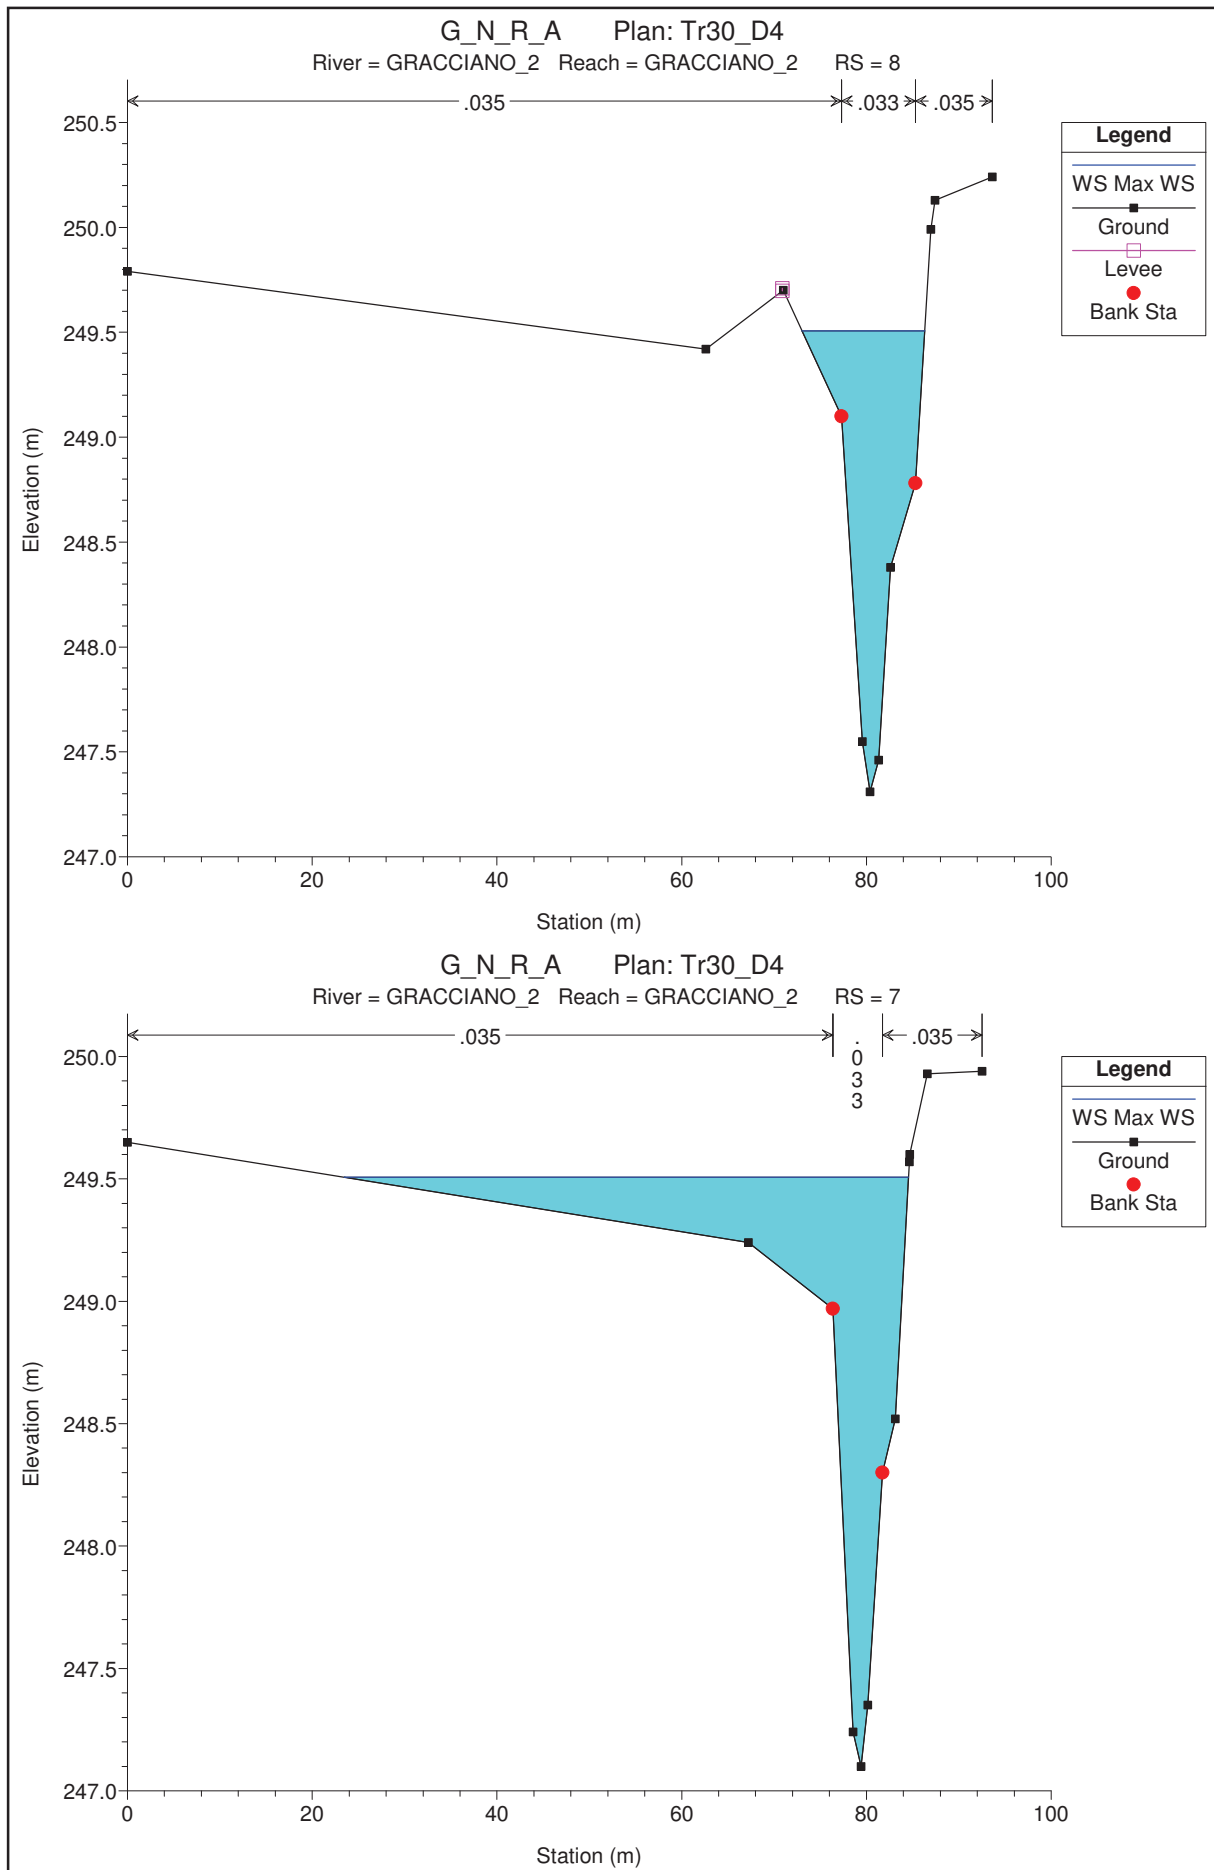 G_N_R_A Plan: Tr30_D4
River = GRACCIANO_2 Reach = GRACCIANO_2 RS = 8
.035 .033 .035
250.5
250.0
249.5
249.0
248.5
248.0
247.5
247.0
Elevation (m)
0 20 40 60 80 100
Station (m)
Legend
WS Max WS
Ground
Levee
Bank Sta
G_N_R_A Plan: Tr30_D4
River = GRACCIANO_2 Reach = GRACCIANO_2 RS = 7
.035 .033 .035
250.0
249.5
249.0
248.5
248.0
247.5
247.0
Elevation (m)
0 20 40 60 80 100
Station (m)
Legend
WS Max WS
Ground
Bank Sta